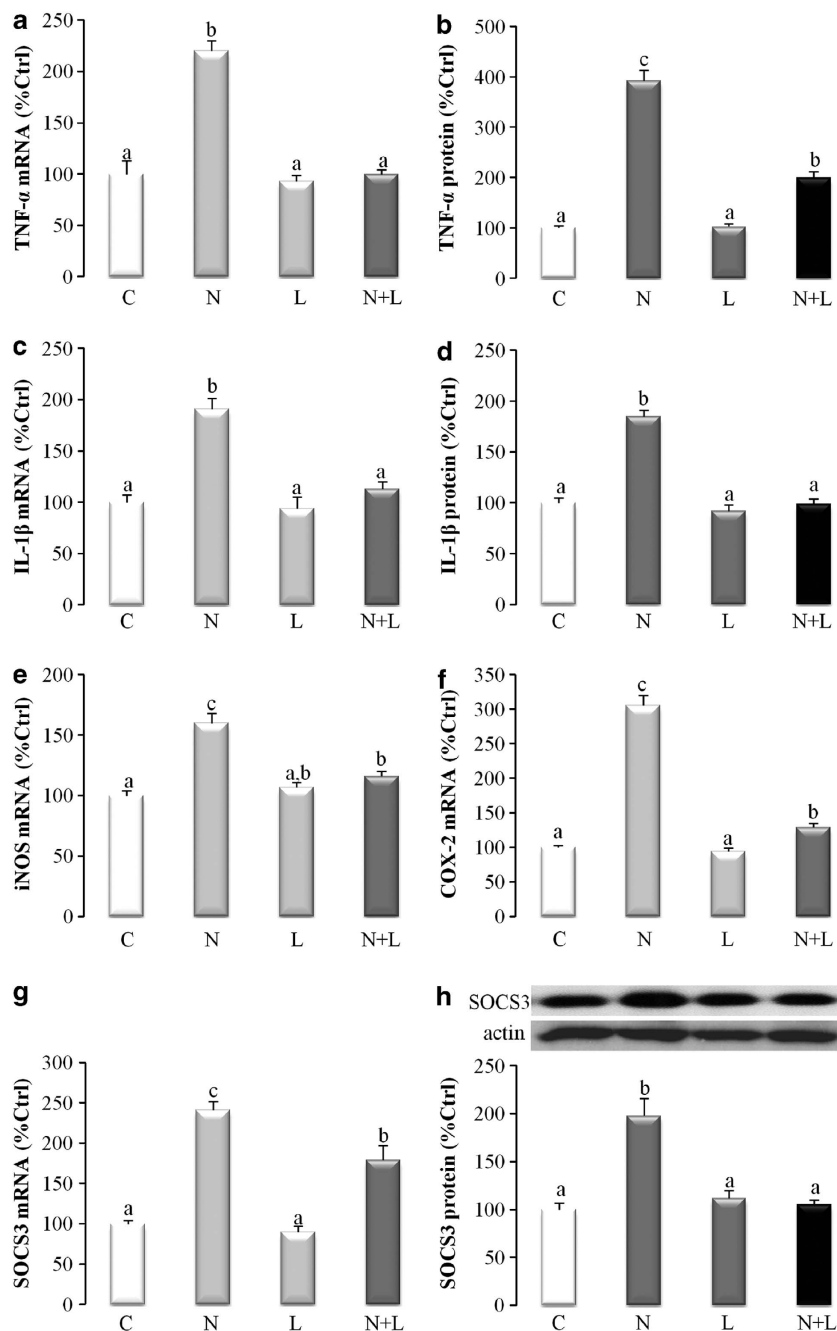 a
TNF-α mRNA (%Ctrl)
250
200
150
100
50
0
a
b
a
a
C N L N+L
b
TNF-α protein (%Ctrl)
500
400
300
200
100
0
a
c
a
b
C N L N+L
c
IL-1β mRNA (%Ctrl)
250
200
150
100
50
0
a
b
a
a
C N L N+L
d
IL-1β protein (%Ctrl)
250
200
150
100
50
0
a
b
a
a
C N L N+L
e
iNOS mRNA (%Ctrl)
200
150
100
50
0
a
c
a,b
b
C N L N+L
f
COX-2 mRNA (%Ctrl)
350
300
250
200
150
100
50
0
a
c
a
b
C N L N+L
g
SOCS3 mRNA (%Ctrl)
300
250
200
150
100
50
0
a
c
a
b
C N L N+L
h
SOCS3
actin
SOCS3 protein (%Ctrl)
250
200
150
100
50
0
a
b
a
a
C N L N+L